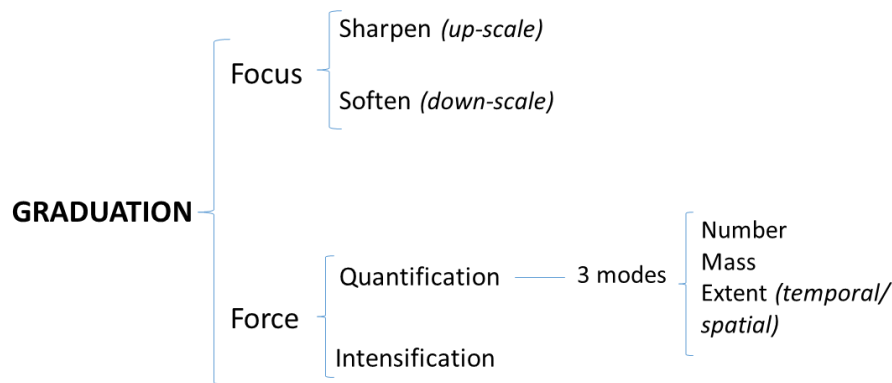 Sharpen (up-scale)
Focus
Soften (down-scale)
GRADUATION
Number
Mass
Quantification
3 modes
Extent (temporal/
spatial)
Force
Intensification